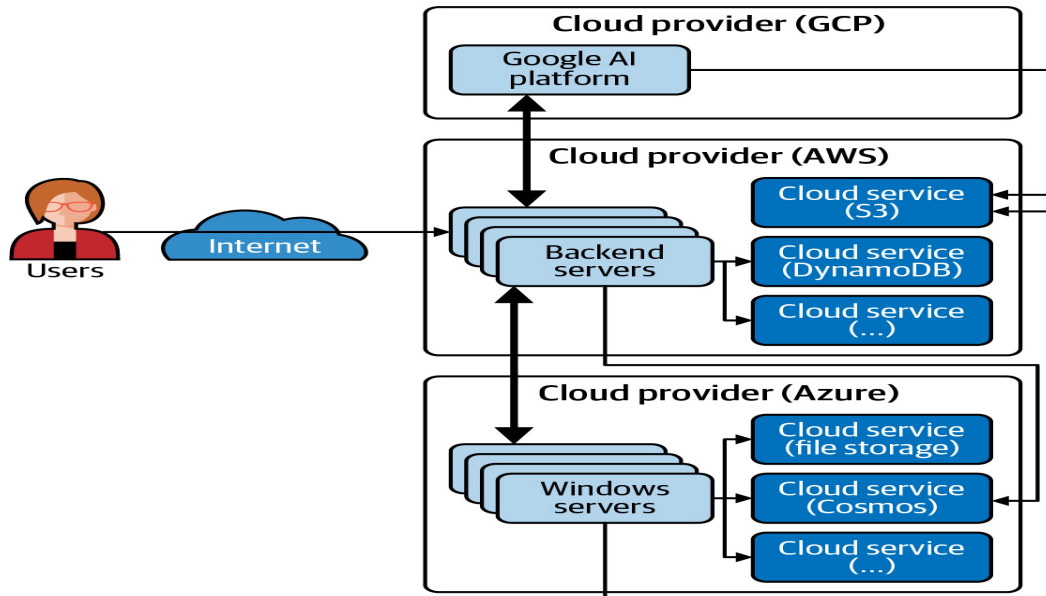 Cloud provider (GCP)
Google AI
platform
Cloud provider (AWS)
Cloud service
(S3)
Users
Internet
Backend
servers
Cloud service
(DynamoDB)
Cloud service
(...)
Cloud provider (Azure)
Cloud service
(file storage)
Windows
servers
Cloud service
(Cosmos)
Cloud service
(...)